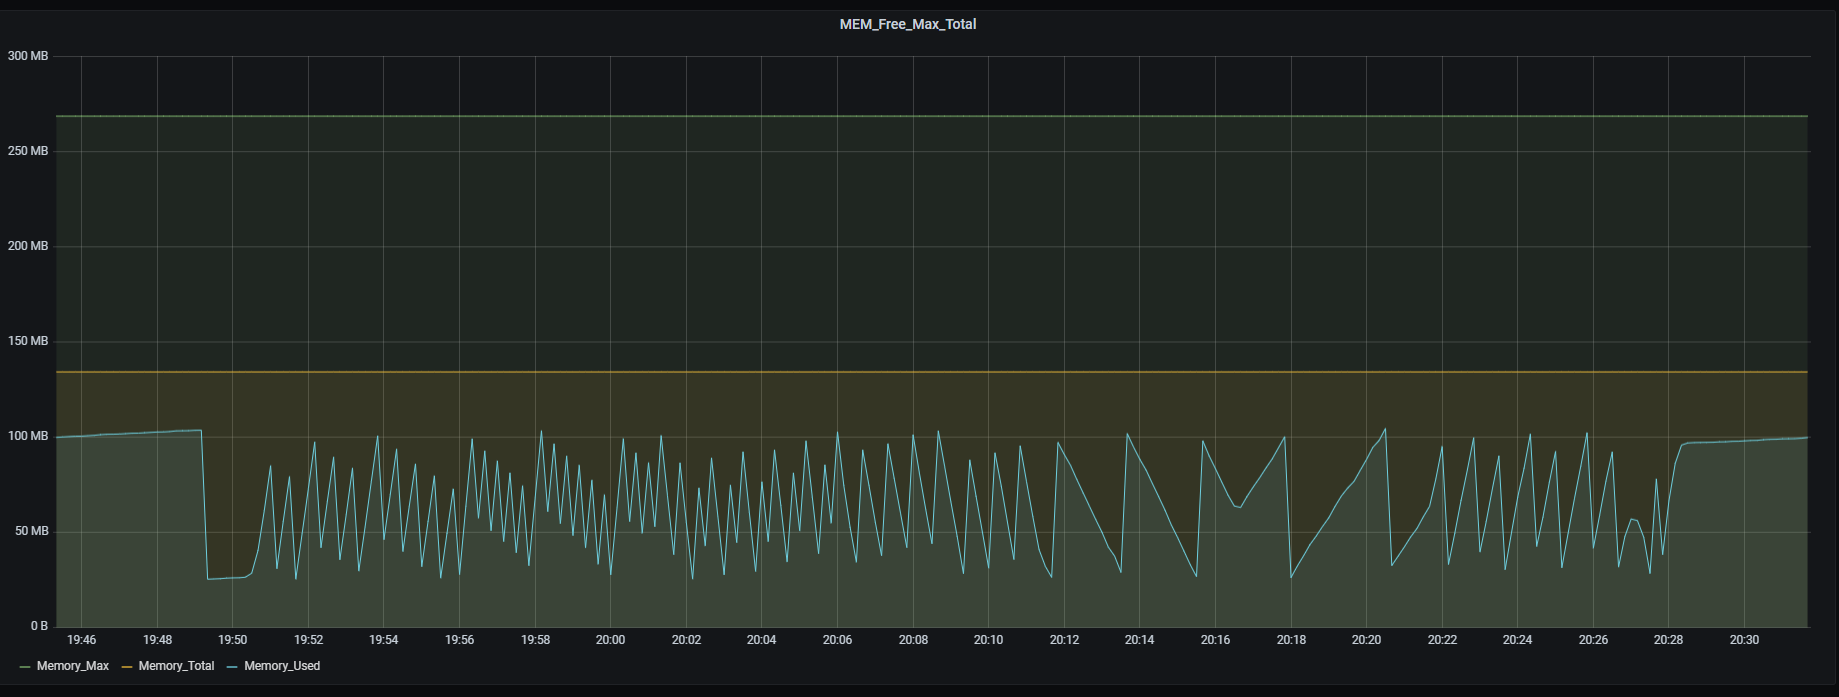 MEM_Free_Max_Total
300 MB
250 MB
200 MB
150 MB
100 MB
50 MB
0 B
19:46 19:48 19:50 19:52 19:54 19:56 19:58 20:00 20:02 20:04 20:06 20:08 20:10 20:12 20:14 20:16 20:18 20:20 20:22 20:24 20:26 20:28 20:30
Memory_Max Memory_Total Memory_Used